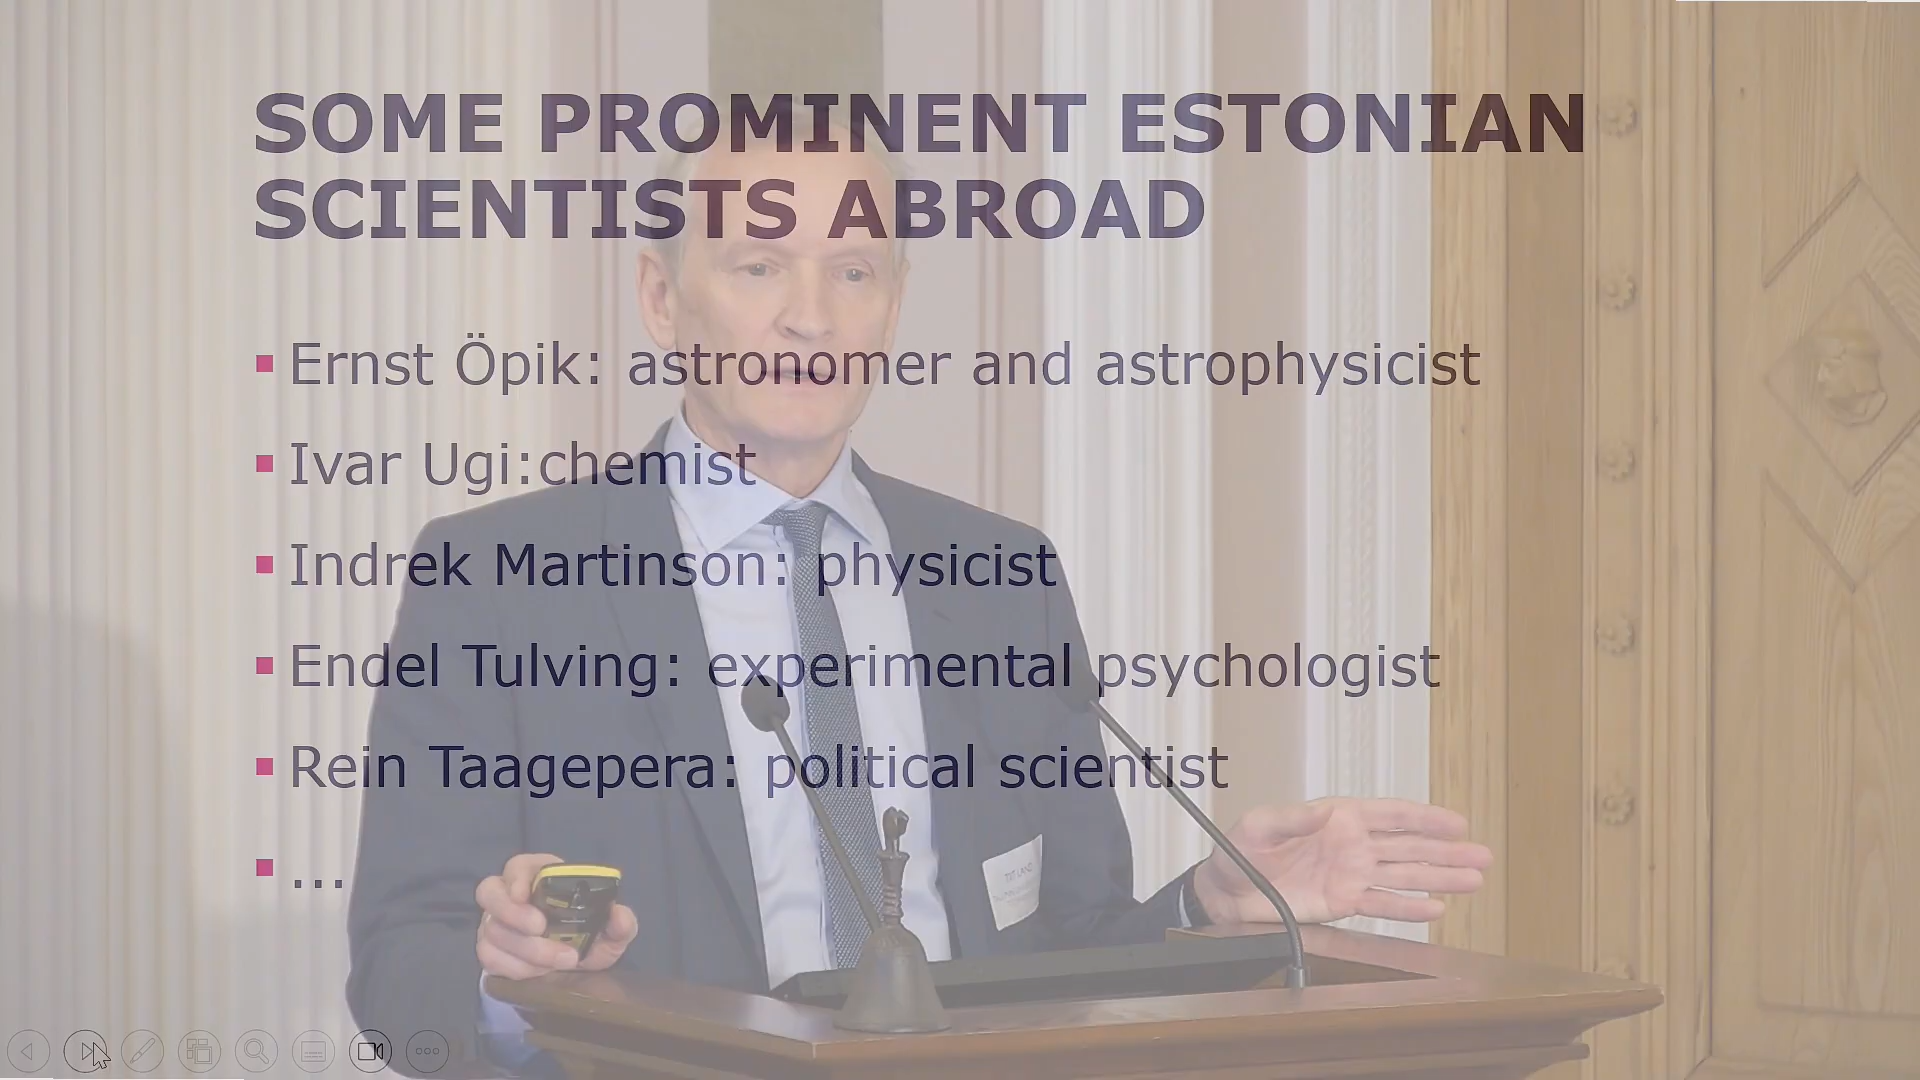 SOME PROMINENT ESTONIAN
SCIENTISTS ABROAD
Ernst Öpik: astronomer and astrophysicist
Ivar Ugi:chemist
Indrek Martinson: physicist
Endel Tulving: experimental psychologist
Rein Taagepera: political scientist
...